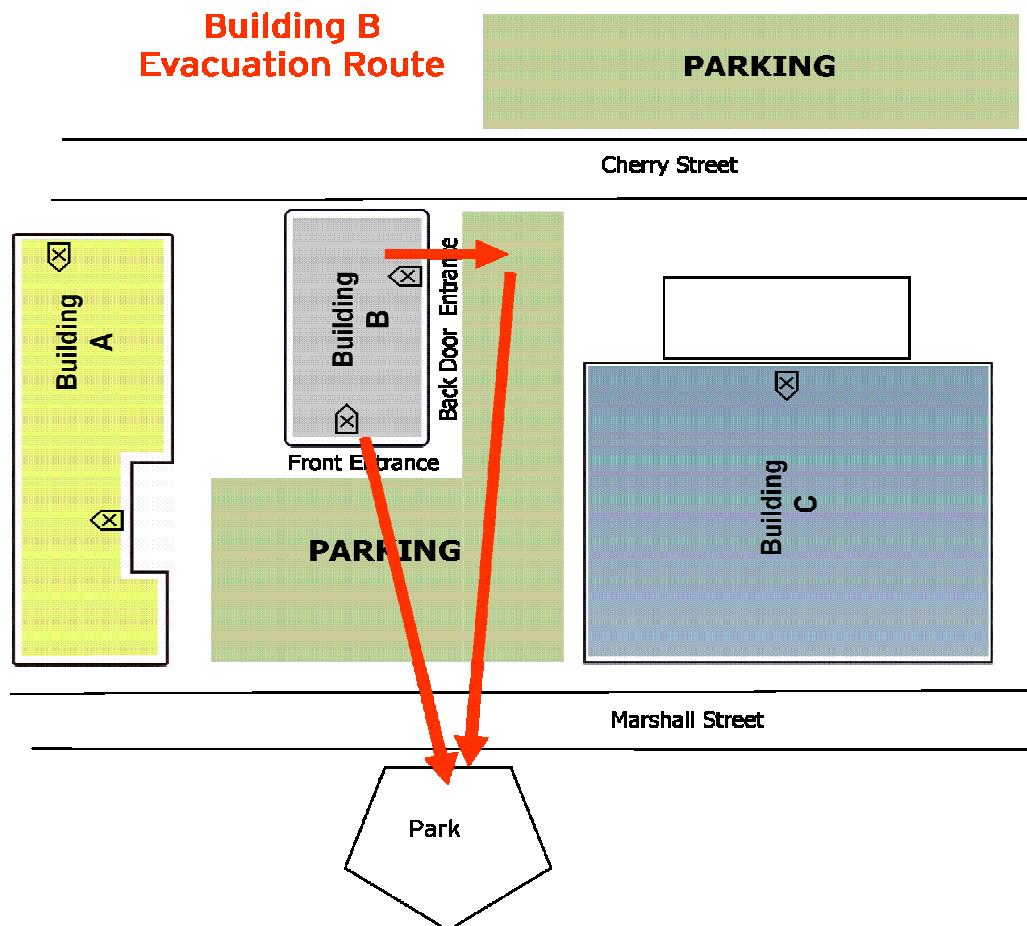 Building B
Evacuation Route
PARKING
Cherry Street
Building
A
Building
B
Back Door Entrance
Front Entrance
PARKING
Building
C
Marshall Street
Park